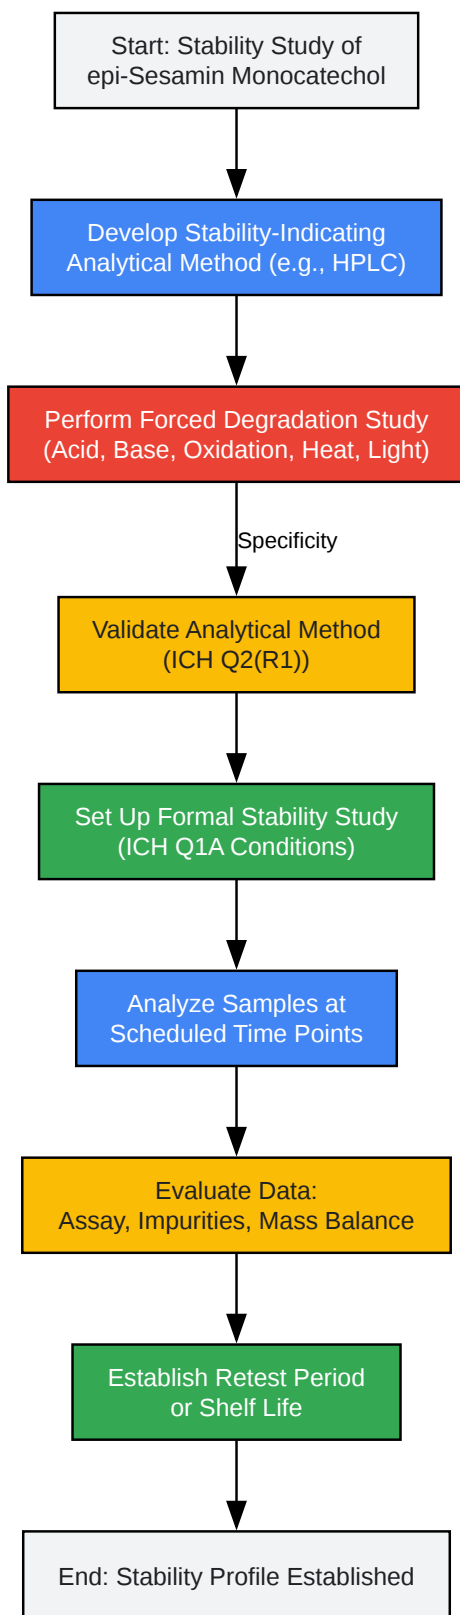 Start: Stability Study of
epi-Sesamin Monocatechol
Develop Stability-Indicating
Analytical Method (e.g., HPLC)
Perform Forced Degradation Study
(Acid, Base, Oxidation, Heat, Light)
Specificity
Validate Analytical Method
(ICH Q2(R1))
Set Up Formal Stability Study
(ICH Q1A Conditions)
Analyze Samples at
Scheduled Time Points
Evaluate Data:
Assay, Impurities, Mass Balance
Establish Retest Period
or Shelf Life
End: Stability Profile Established